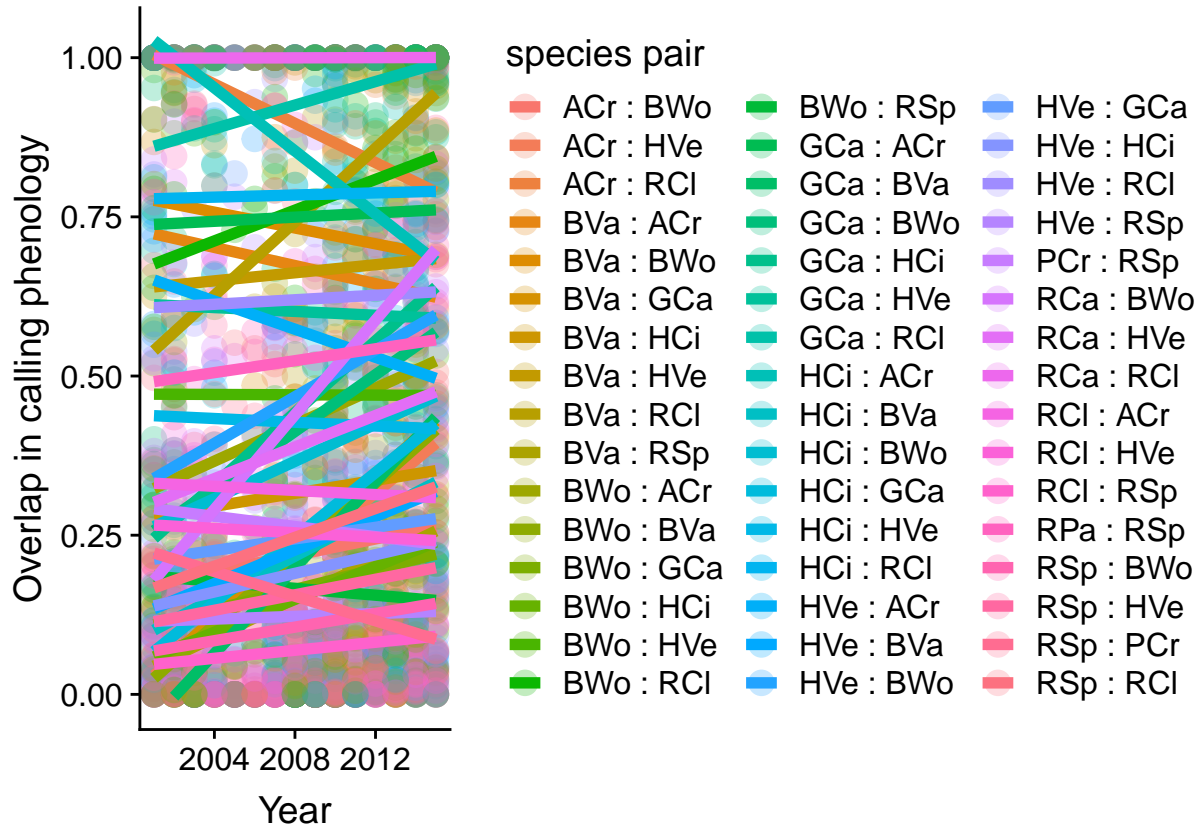 species pair
1.00
0.75
0.50
0.25
0.00
Overlap in calling phenology
2004 2008 2012
Year
ACr : BWo
ACr : HVe
ACr : RCl
BVa : ACr
BVa : BWo
BVa : GCa
BVa : HCi
BVa : HVe
BVa : RCl
BVa : RSp
BWo : ACr
BWo : BVa
BWo : GCa
BWo : HCi
BWo : HVe
BWo : RCl
BWo : RSp
GCa : ACr
GCa : BVa
GCa : BWo
GCa : HCi
GCa : HVe
GCa : RCl
HCi : ACr
HCi : BVa
HCi : BWo
HCi : GCa
HCi : HVe
HCi : RCl
HVe : ACr
HVe : BVa
HVe : BWo
HVe : GCa
HVe : HCi
HVe : RCl
HVe : RSp
PCr : RSp
RCa : BWo
RCa : HVe
RCa : RCl
RCl : ACr
RCl : HVe
RCl : RSp
RPa : RSp
RSp : BWo
RSp : HVe
RSp : PCr
RSp : RCl